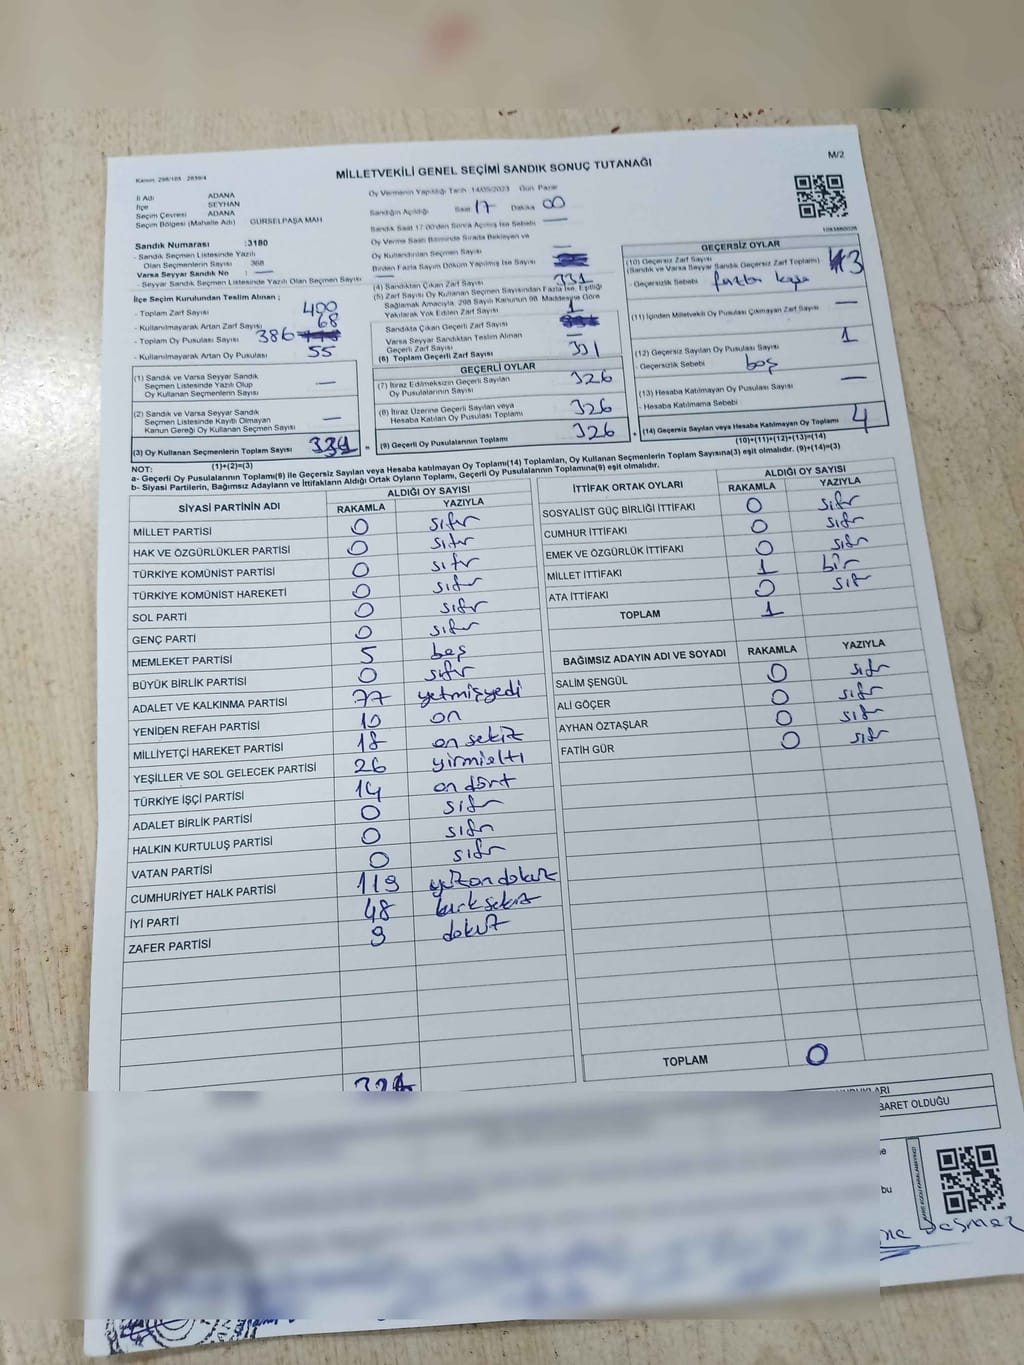 MİLLETVEKİLİ GENEL SEÇİMİ SANDIK SONUÇ TUTANAĞI
M/2
Kanun: 298/105 2839/4
İl Adı ADANA
İlçe SEYHAN
Seçim Çevresi ADANA
Seçim Bölgesi (Mahalle Adı) GÜRSELPAŞA MAH
Sandık Numarası :3180
- Sandık Seçmen Listesinde Yazılı
Olan Seçmenlerin Sayısı : 368
Varsa Seyyar Sandık No : —
- Seyyar Sandık Seçmen Listesinde Yazılı Olan Seçmen Sayısı : —
İlçe Seçim Kurulundan Teslim Alınan ;
- Toplam Zarf Sayısı 400
- Kullanılmayarak Artan Zarf Sayısı 68
- Toplam Oy Pusulası Sayısı 386
- Kullanılmayarak Artan Oy Pusulası 55
(1) Sandık ve Varsa Seyyar Sandık
Seçmen Listesinde Yazılı Olup
Oy Kullanan Seçmenlerin Sayısı —
(2) Sandık ve Varsa Seyyar Sandık
Seçmen Listesinde Kayıtlı Olmayan
Kanun Gereği Oy Kullanan Seçmen Sayısı —
(3) Oy Kullanan Seçmenlerin Toplam Sayısı
(1)+(2)=(3)
Oy Vermenin Yapıldığı Tarih 14/05/2023 Gün Pazar
Sandığın Açıldığı Saat 17 Dakika 00
Sandık Saat 17:00'den Sonra Açılmış İse Sebebi —
Oy Verme Saati Bitiminde Sırada Bekleyen ve
Oy Kullandırılan Seçmen Sayısı —
Birden Fazla Sayım Döküm Yapılmış İse Sayısı
(4) Sandıktan Çıkan Zarf Sayısı 331
(5) Zarf Sayısı Oy Kullanan Seçmen Sayısından Fazla İse, Eşitliği
Sağlamak Amacıyla, 298 Sayılı Kanunun 98. Maddesine Göre
Yakılarak Yok Edilen Zarf Sayısı 1
Sandıkta Çıkan Geçerli Zarf Sayısı
Varsa Seyyar Sandıktan Teslim Alınan
Geçerli Zarf Sayısı
(6) Toplam Geçerli Zarf Sayısı 331
GEÇERLİ OYLAR
(7) İtiraz Edilmeksizin Geçerli Sayılan
Oy Pusulalarının Sayısı 326
(8) İtiraz Üzerine Geçerli Sayılan veya
Hesaba Katılan Oy Pusulası Toplamı 326
= (9) Geçerli Oy Pusulalarının Toplamı 326
GEÇERSİZ OYLAR
(10) Geçersiz Zarf Sayısı
(Sandık ve Varsa Seyyar Sandık Geçersiz Zarf Toplamı) 3
- Geçersizlik Sebebi :
(11) İçinden Milletvekili Oy Pusulası Çıkmayan Zarf Sayısı —
(12) Geçersiz Sayılan Oy Pusulası Sayısı 1
Geçersizlik Sebebi boş
(13) Hesaba Katılmayan Oy Pusulası Sayısı —
- Hesaba Katılmama Sebebi
+ (14) Geçersiz Sayılan veya Hesaba Katılmayan Oy Toplamı 4
(10)+(11)+(12)+(13)=(14)
NOT:
a- Geçerli Oy Pusulalarının Toplamı(9) ile Geçersiz Sayılan veya Hesaba katılmayan Oy Toplamı(14) Toplamları, Oy Kullanan Seçmenlerin Toplam Sayısına(3) eşit olmalıdır. (9)+(14)=(3)
b- Siyasi Partilerin, Bağımsız Adayların ve İttifakların Aldığı Ortak Oyların Toplamı, Geçerli Oy Pusulalarının Toplamına(9) eşit olmalıdır.
SİYASİ PARTİNİN ADI ALDIĞI OY SAYISI
RAKAMLA YAZIYLA
MİLLET PARTİSİ 0 sıfır
HAK VE ÖZGÜRLÜKLER PARTİSİ 0 sıfır
TÜRKİYE KOMÜNİST PARTİSİ 0 sıfır
TÜRKİYE KOMÜNİST HAREKETİ 0 sıfır
SOL PARTİ 0 sıfır
GENÇ PARTİ 0 sıfır
MEMLEKET PARTİSİ 5 beş
BÜYÜK BİRLİK PARTİSİ 0 sıfır
ADALET VE KALKINMA PARTİSİ 77 yetmişyedi
YENİDEN REFAH PARTİSİ 10 on
MİLLİYETÇİ HAREKET PARTİSİ 18 on sekiz
YEŞİLLER VE SOL GELECEK PARTİSİ 26 yirmialtı
TÜRKİYE İŞÇİ PARTİSİ 14 on dört
ADALET BİRLİK PARTİSİ 0 sıfır
HALKIN KURTULUŞ PARTİSİ 0 sıfır
VATAN PARTİSİ 0 sıfır
CUMHURİYET HALK PARTİSİ 119 yüzondokuz
İYİ PARTİ 48 kırksekiz
ZAFER PARTİSİ 9 dokuz
İTTİFAK ORTAK OYLARI ALDIĞI OY SAYISI
RAKAMLA YAZIYLA
SOSYALİST GÜÇ BİRLİĞİ İTTİFAKI 0 sıfır
CUMHUR İTTİFAKI 0 sıfır
EMEK VE ÖZGÜRLÜK İTTİFAKI 0 sıfır
MİLLET İTTİFAKI 1 bir
ATA İTTİFAKI 0 sıf
TOPLAM 1
BAĞIMSIZ ADAYIN ADI VE SOYADI RAKAMLA YAZIYLA
SALİM ŞENGÜL 0 sıfır
ALİ GÖÇER 0 sıfır
AYHAN ÖZTAŞLAR 0 sıfır
FATİH GÜR 0 sıfır
TOPLAM 0
BARET OLDUĞU
bu